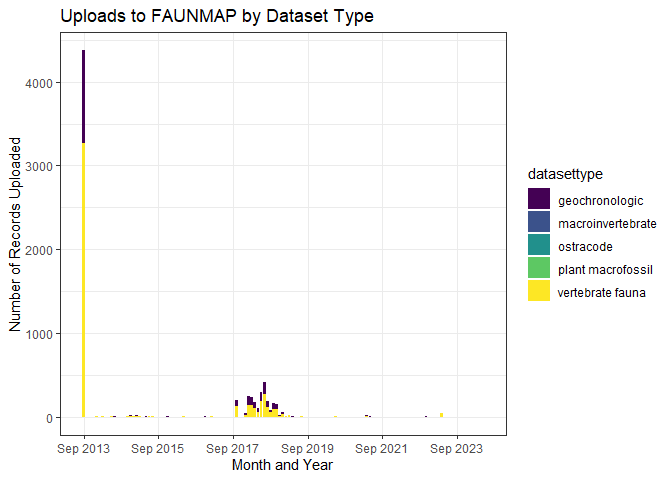 Uploads to FAUNMAP by Dataset Type
Number of Records Uploaded
4000
3000
2000
1000
0
Sep 2013
Sep 2015
Sep 2017
Sep 2019
Sep 2021
Sep 2023
Month and Year
datasettype
geochronologic
macroinvertebrate
ostracode
plant macrofossil
vertebrate fauna